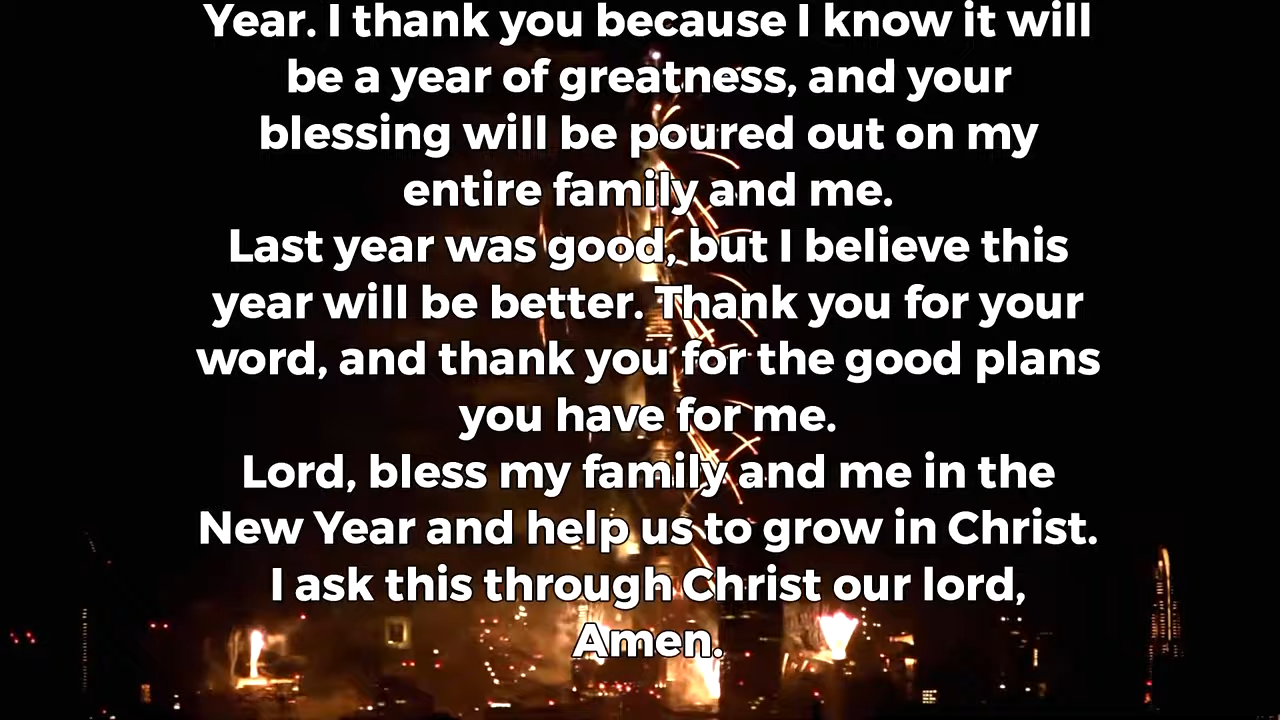 Year. I thank you because I know it will
be a year of greatness, and your
blessing will be poured out on my
entire family and me.
Last year was good, but I believe this
year will be better. Thank you for your
word, and thank you for the good plans
you have for me.
Lord, bless my family and me in the
New Year and help us to grow in Christ.
I ask this through Christ our lord,
Amen.